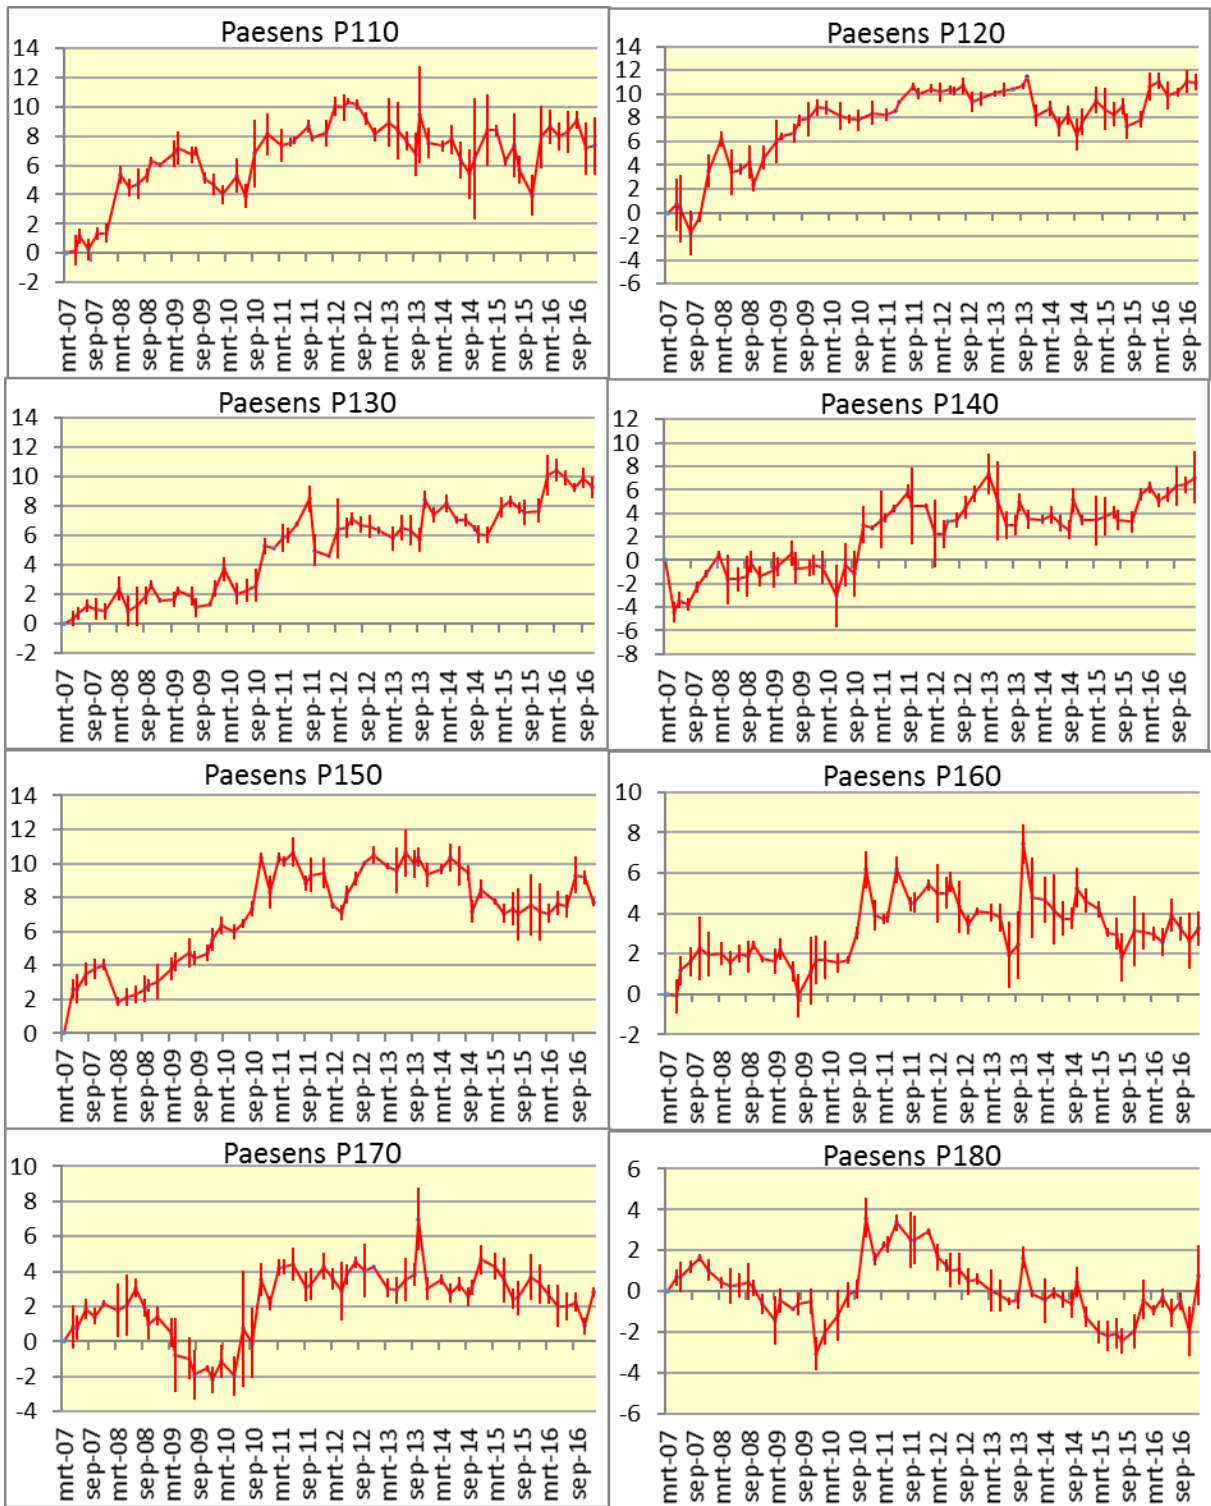 Paesens P110
14
12
10
8
6
4
2
0
-2
mrt-07
sep-07
mrt-08
sep-08
mrt-09
sep-09
mrt-10
sep-10
mrt-11
sep-11
mrt-12
sep-12
mrt-13
sep-13
mrt-14
sep-14
mrt-15
sep-15
mrt-16
sep-16
Paesens P120
14
12
10
8
6
4
2
0
-2
-4
-6
mrt-07
sep-07
mrt-08
sep-08
mrt-09
sep-09
mrt-10
sep-10
mrt-11
sep-11
mrt-12
sep-12
mrt-13
sep-13
mrt-14
sep-14
mrt-15
sep-15
mrt-16
sep-16
Paesens P130
14
12
10
8
6
4
2
0
-2
mrt-07
sep-07
mrt-08
sep-08
mrt-09
sep-09
mrt-10
sep-10
mrt-11
sep-11
mrt-12
sep-12
mrt-13
sep-13
mrt-14
sep-14
mrt-15
sep-15
mrt-16
sep-16
Paesens P140
12
10
8
6
4
2
0
-2
-4
-6
-8
mrt-07
sep-07
mrt-08
sep-08
mrt-09
sep-09
mrt-10
sep-10
mrt-11
sep-11
mrt-12
sep-12
mrt-13
sep-13
mrt-14
sep-14
mrt-15
sep-15
mrt-16
sep-16
Paesens P150
14
12
10
8
6
4
2
0
mrt-07
sep-07
mrt-08
sep-08
mrt-09
sep-09
mrt-10
sep-10
mrt-11
sep-11
mrt-12
sep-12
mrt-13
sep-13
mrt-14
sep-14
mrt-15
sep-15
mrt-16
sep-16
Paesens P160
10
8
6
4
2
0
-2
mrt-07
sep-07
mrt-08
sep-08
mrt-09
sep-09
mrt-10
sep-10
mrt-11
sep-11
mrt-12
sep-12
mrt-13
sep-13
mrt-14
sep-14
mrt-15
sep-15
mrt-16
sep-16
Paesens P170
10
8
6
4
2
0
-2
-4
mrt-07
sep-07
mrt-08
sep-08
mrt-09
sep-09
mrt-10
sep-10
mrt-11
sep-11
mrt-12
sep-12
mrt-13
sep-13
mrt-14
sep-14
mrt-15
sep-15
mrt-16
sep-16
Paesens P180
6
4
2
0
-2
-4
-6
mrt-07
sep-07
mrt-08
sep-08
mrt-09
sep-09
mrt-10
sep-10
mrt-11
sep-11
mrt-12
sep-12
mrt-13
sep-13
mrt-14
sep-14
mrt-15
sep-15
mrt-16
sep-16